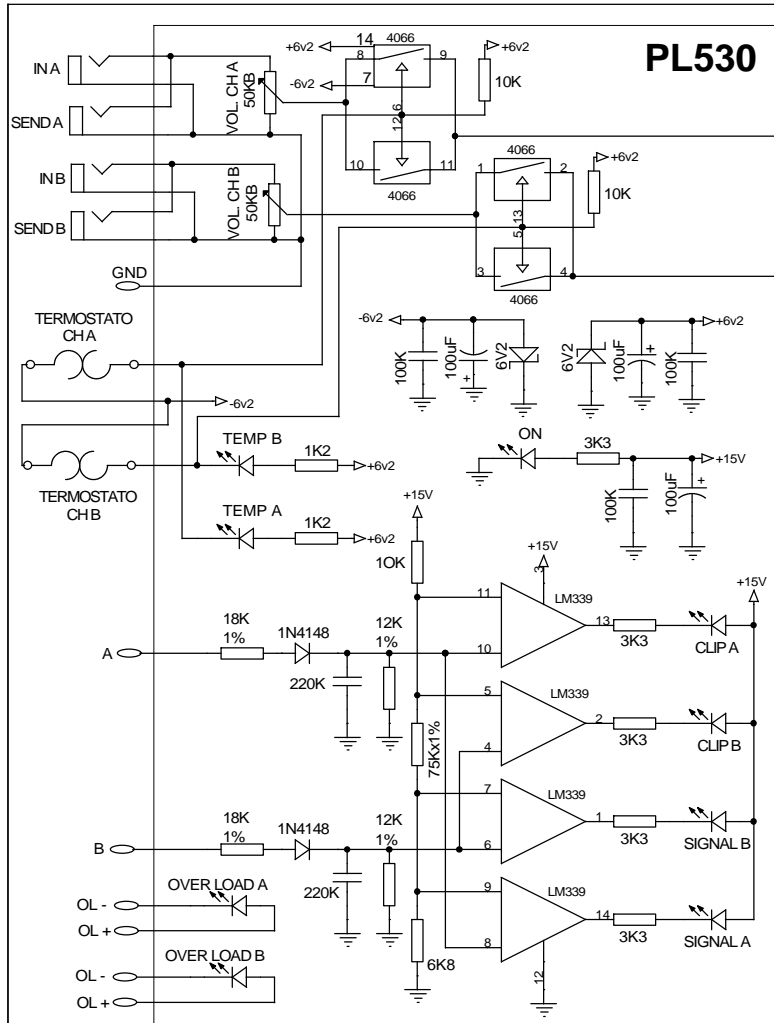 PL530
IN A
SEND A
IN B
SEND B
GND
VOL. CH A
50KB
VOL. CH B
50KB
+6v2
14
-6v2
7
4066
8
9
6
12
10
11
4066
+6v2
10K
4066
1
2
13
5
3
4
4066
+6v2
10K
TERMOSTATO
CH A
-6v2
TERMOSTATO
CH B
-6v2
100K
100uF
+
6V2
6V2
100uF
+
100K
+6v2
TEMP B
1K2
+6v2
TEMP A
1K2
+6v2
ON
3K3
+15V
100K
100uF
+
+15V
1OK
75Kx1%
6K8
A
18K
1%
1N4148
220K
12K
1%
B
18K
1%
1N4148
220K
12K
1%
+15V
3
LM339
11
10
13
3K3
CLIP A
+15V
LM339
5
4
2
3K3
CLIP B
LM339
7
6
1
3K3
SIGNAL B
LM339
9
8
14
12
3K3
SIGNAL A
OL -
OL +
OVER LOAD A
OL -
OL +
OVER LOAD B